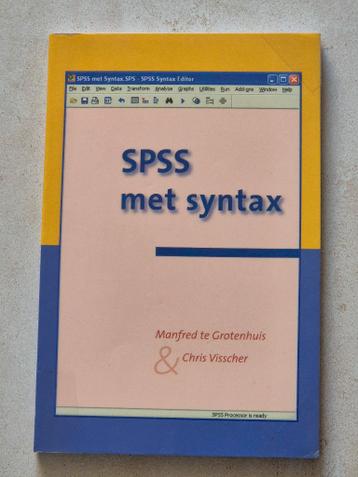 SPSS met Syntax.SPS - SPSS Syntax Editor
File Edit View Data Transform Analyze Graphs Utilities Run Add-ons Window Help
SPSS
met syntax
Manfred te Grotenhuis
& Chris Visscher
SPSS Processor is ready